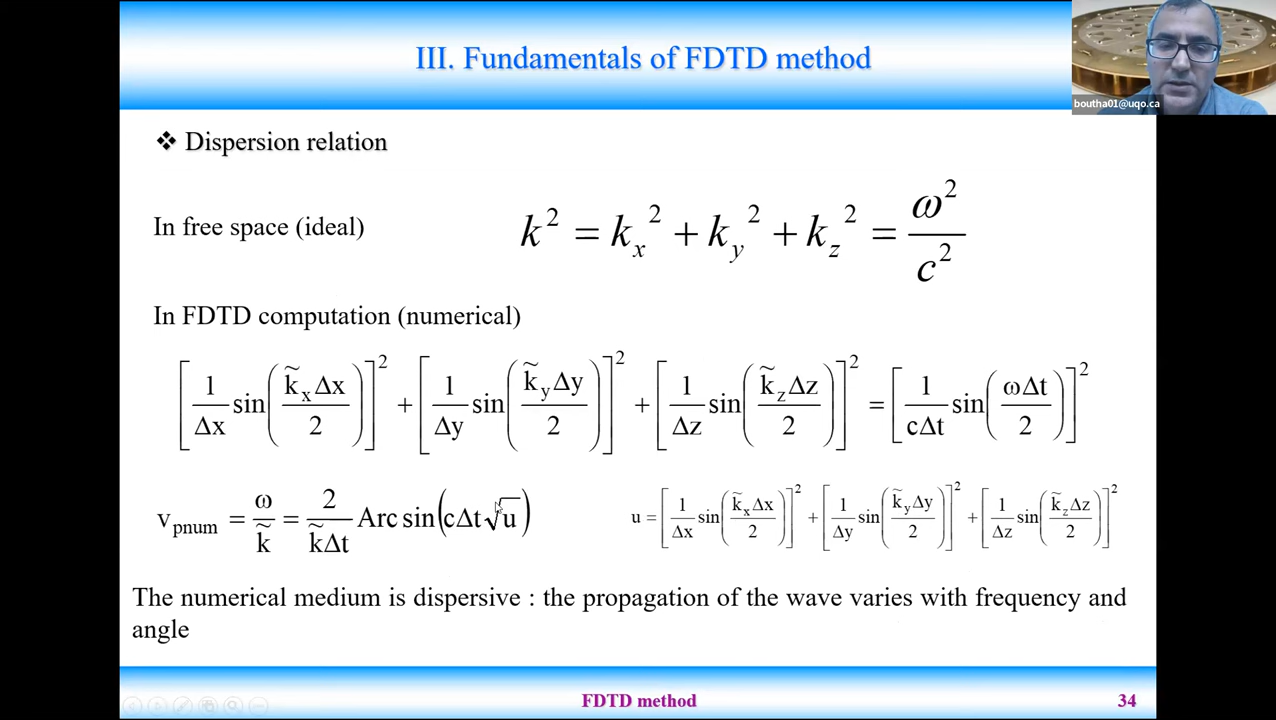 III. Fundamentals of FDTD method
boutha01@uqo.ca
❖ Dispersion relation
In free space (ideal) k² = kₓ² + k_y² + k_z² = ω²/c²
In FDTD computation (numerical)
[1/Δx sin(k̃ₓΔx/2)]² + [1/Δy sin(k̃_yΔy/2)]² + [1/Δz sin(k̃_zΔz/2)]² = [1/cΔt sin(ωΔt/2)]²
v_pnum = ω/k̃ = 2/k̃Δt Arc sin(cΔt√u) u = [1/Δx sin(k̃ₓΔx/2)]² + [1/Δy sin(k̃_yΔy/2)]² + [1/Δz sin(k̃_zΔz/2)]²
The numerical medium is dispersive : the propagation of the wave varies with frequency and
angle
FDTD method 34